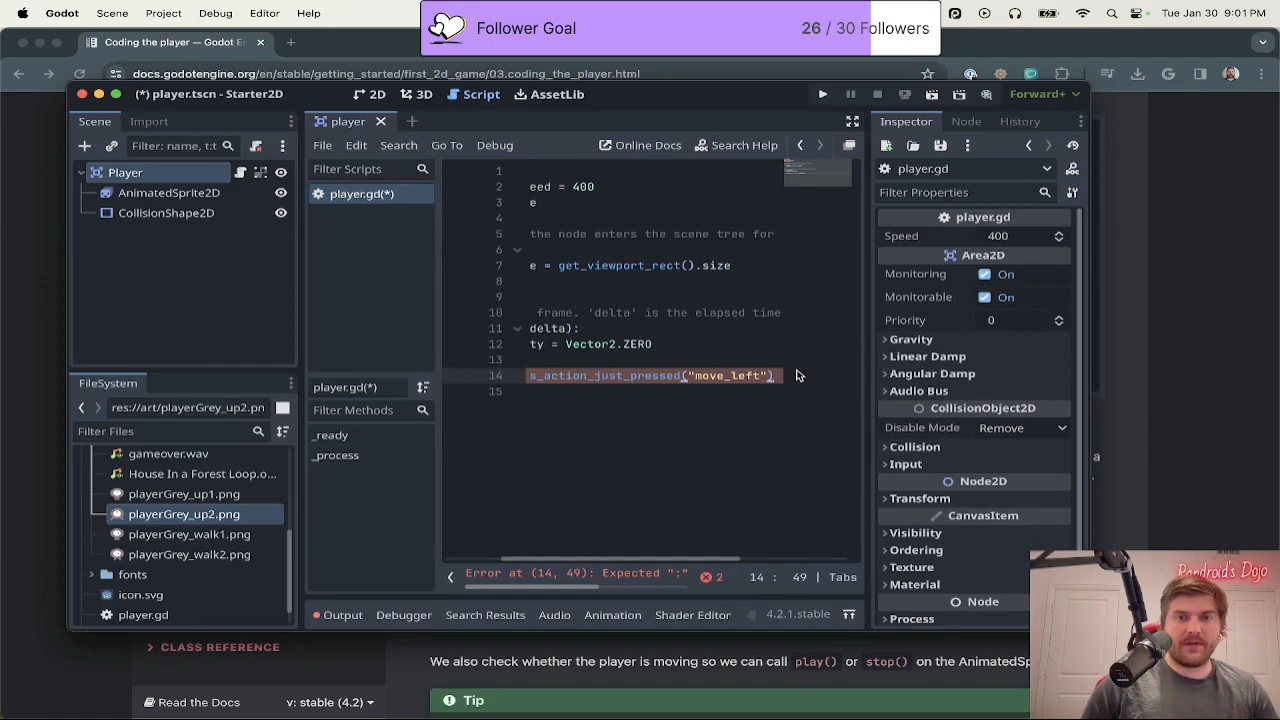 Godot
File
Edit
View
Window
Help
Tue Jan 30 9:01 PM
Follower Goal
26 / 30 Followers
Coding the player — Godot E
docs.godotengine.org/en/stable/getting_started/first_2d_game/03.coding_the_player.html
(*) player.tscn - Starter2D
2D
3D
Script
AssetLib
Forward+
Scene
Import
Filter: name, t:t
Player
AnimatedSprite2D
CollisionShape2D
FileSystem
res://art/playerGrey_up2.pn
Filter Files
gameover.wav
House In a Forest Loop.o...
playerGrey_up1.png
playerGrey_up2.png
playerGrey_walk1.png
playerGrey_walk2.png
fonts
icon.svg
player.gd
player
File
Edit
Search
Go To
Debug
Online Docs
Search Help
Filter Scripts
player.gd(*)
player.gd(*)
Filter Methods
_ready
_process
1
2 eed = 400
3 e
4
5 the node enters the scene tree for
6
7 e = get_viewport_rect().size
8
9
10 frame. 'delta' is the elapsed time
11 delta):
12 ty = Vector2.ZERO
13
14 s_action_just_pressed("move_left")
15
Error at (14, 49): Expected ":"
2
14 : 49 | Tabs
Output
Debugger
Search Results
Audio
Animation
Shader Editor
4.2.1.stable
Inspector
Node
History
player.gd
Filter Properties
player.gd
Speed 400
Area2D
Monitoring On
Monitorable On
Priority 0
Gravity
Linear Damp
Angular Damp
Audio Bus
CollisionObject2D
Disable Mode Remove
Collision
Input
Node2D
Transform
CanvasItem
Visibility
Ordering
Texture
Material
Node
Process
a
CLASS REFERENCE
Read the Docs
v: stable (4.2)
We also check whether the player is moving so we can call play() or stop() on the AnimatedSp
Tip
Pandroid's Dojo